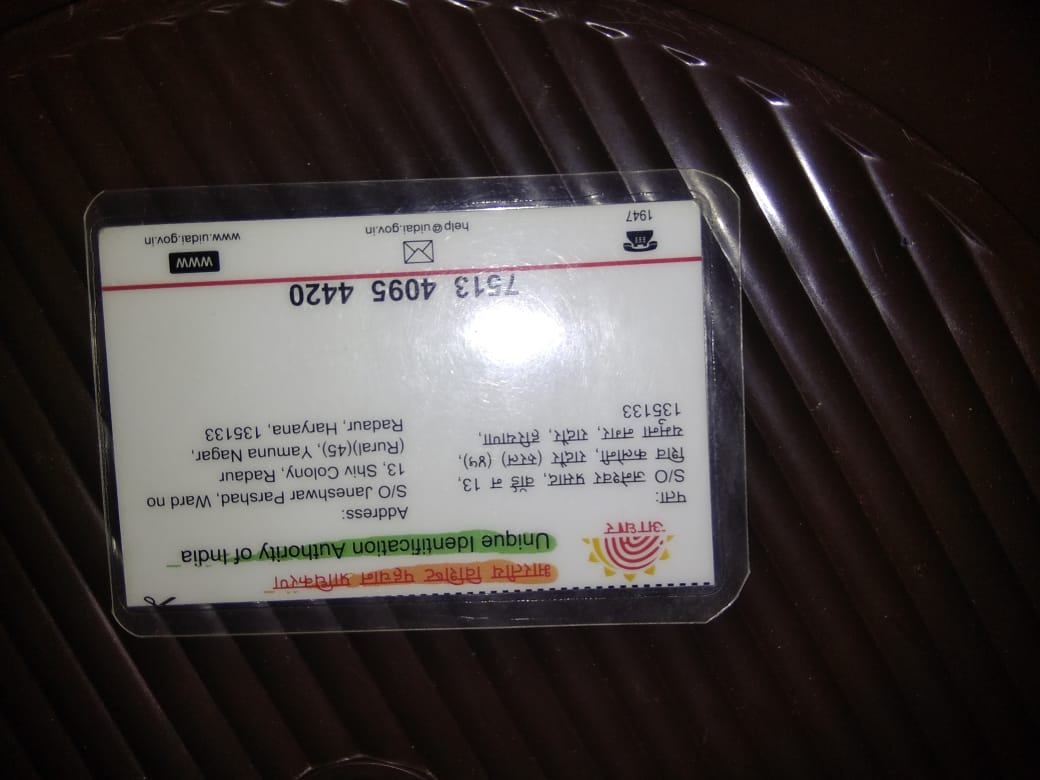 भारतीय विशिष्ट पहचान प्राधिकरण
Unique Identification Authority of India
आधार
पता:
S/O जनेश्वर प्रसाद, वॉर्ड न 13,
शिव कलोनी, रादौर (रुरल) (४५),
यमुना नगर, रादौर, हरियाणा,
135133
Address:
S/O Janeshwar Parshad, Ward no
13, Shiv Colony, Radaur
(Rural)(45), Yamuna Nagar,
Radaur, Haryana, 135133
7513 4095 4420
1947
help@uidai.gov.in
WWW
www.uidai.gov.in